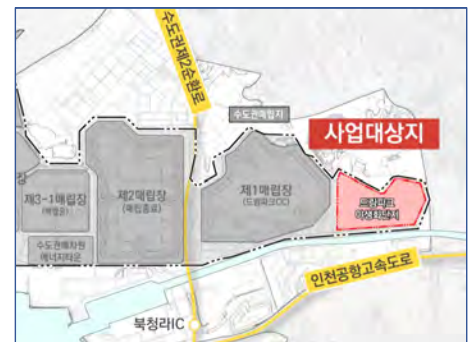 수도권제2순환로
수도권매립지
사업대상지
장
제3-1매립장
제2매립장
(매립종료)
제1매립장
(드림파크CC)
드림파크
야생화단지
수도권매차원
에너지타운
인천공항고속도로
북청라IC